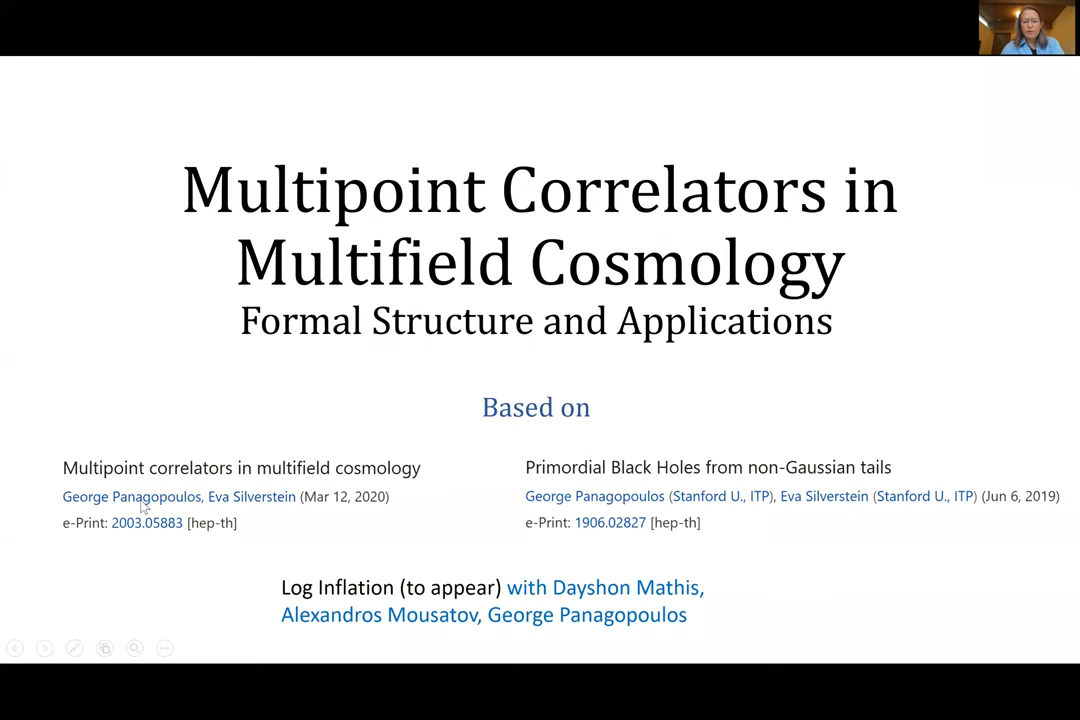 Multipoint Correlators in
Multifield Cosmology
Formal Structure and Applications
Based on
Multipoint correlators in multifield cosmology
George Panagopoulos, Eva Silverstein (Mar 12, 2020)
e-Print: 2003.05883 [hep-th]
Primordial Black Holes from non-Gaussian tails
George Panagopoulos (Stanford U., ITP), Eva Silverstein (Stanford U., ITP) (Jun 6, 2019)
e-Print: 1906.02827 [hep-th]
Log Inflation (to appear) with Dayshon Mathis,
Alexandros Mousatov, George Panagopoulos